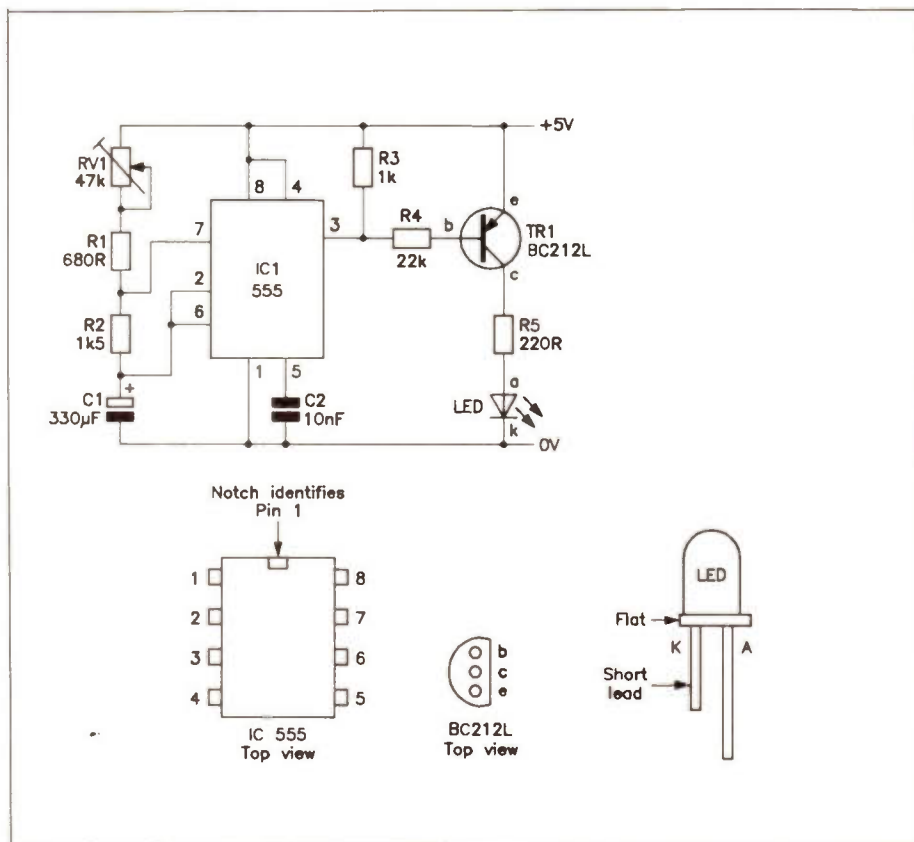 +5V
RV1
47k
R1
680R
R2
1k5
C1
330µF
+
7
2
6
8
4
3
1
5
IC1
555
C2
10nF
R3
1k
R4
22k
b
e
c
TR1
BC212L
R5
220R
a
LED
k
0V
Notch identifies
Pin 1
1
2
3
4
8
7
6
5
IC 555
Top view
b
c
e
BC212L
Top view
LED
Flat
K
A
Short
lead